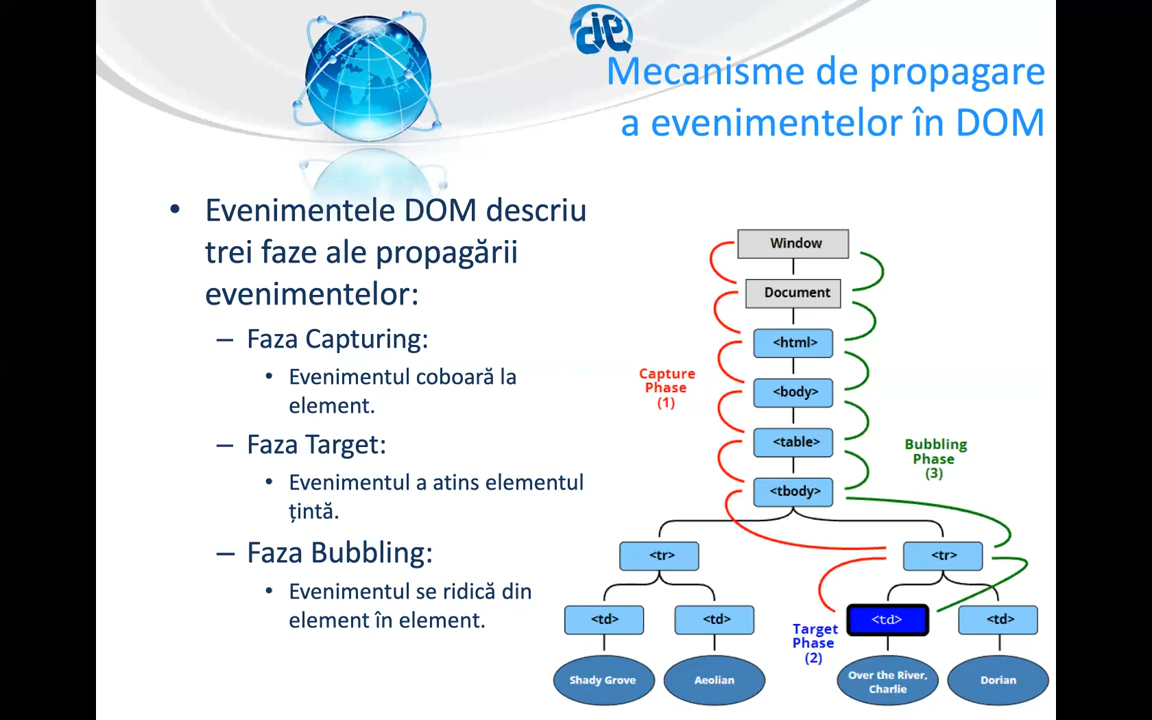 Mecanisme de propagare
a evenimentelor în DOM
• Evenimentele DOM descriu
trei faze ale propagării
evenimentelor:
– Faza Capturing:
• Evenimentul coboară la
element.
– Faza Target:
• Evenimentul a atins elementul
țintă.
– Faza Bubbling:
• Evenimentul se ridică din
element în element.
Window
Document
<html>
<body>
<table>
<tbody>
<tr>
<tr>
<td>
<td>
<td>
<td>
Shady Grove
Aeolian
Over the River,
Charlie
Dorian
Capture
Phase
(1)
Target
Phase
(2)
Bubbling
Phase
(3)